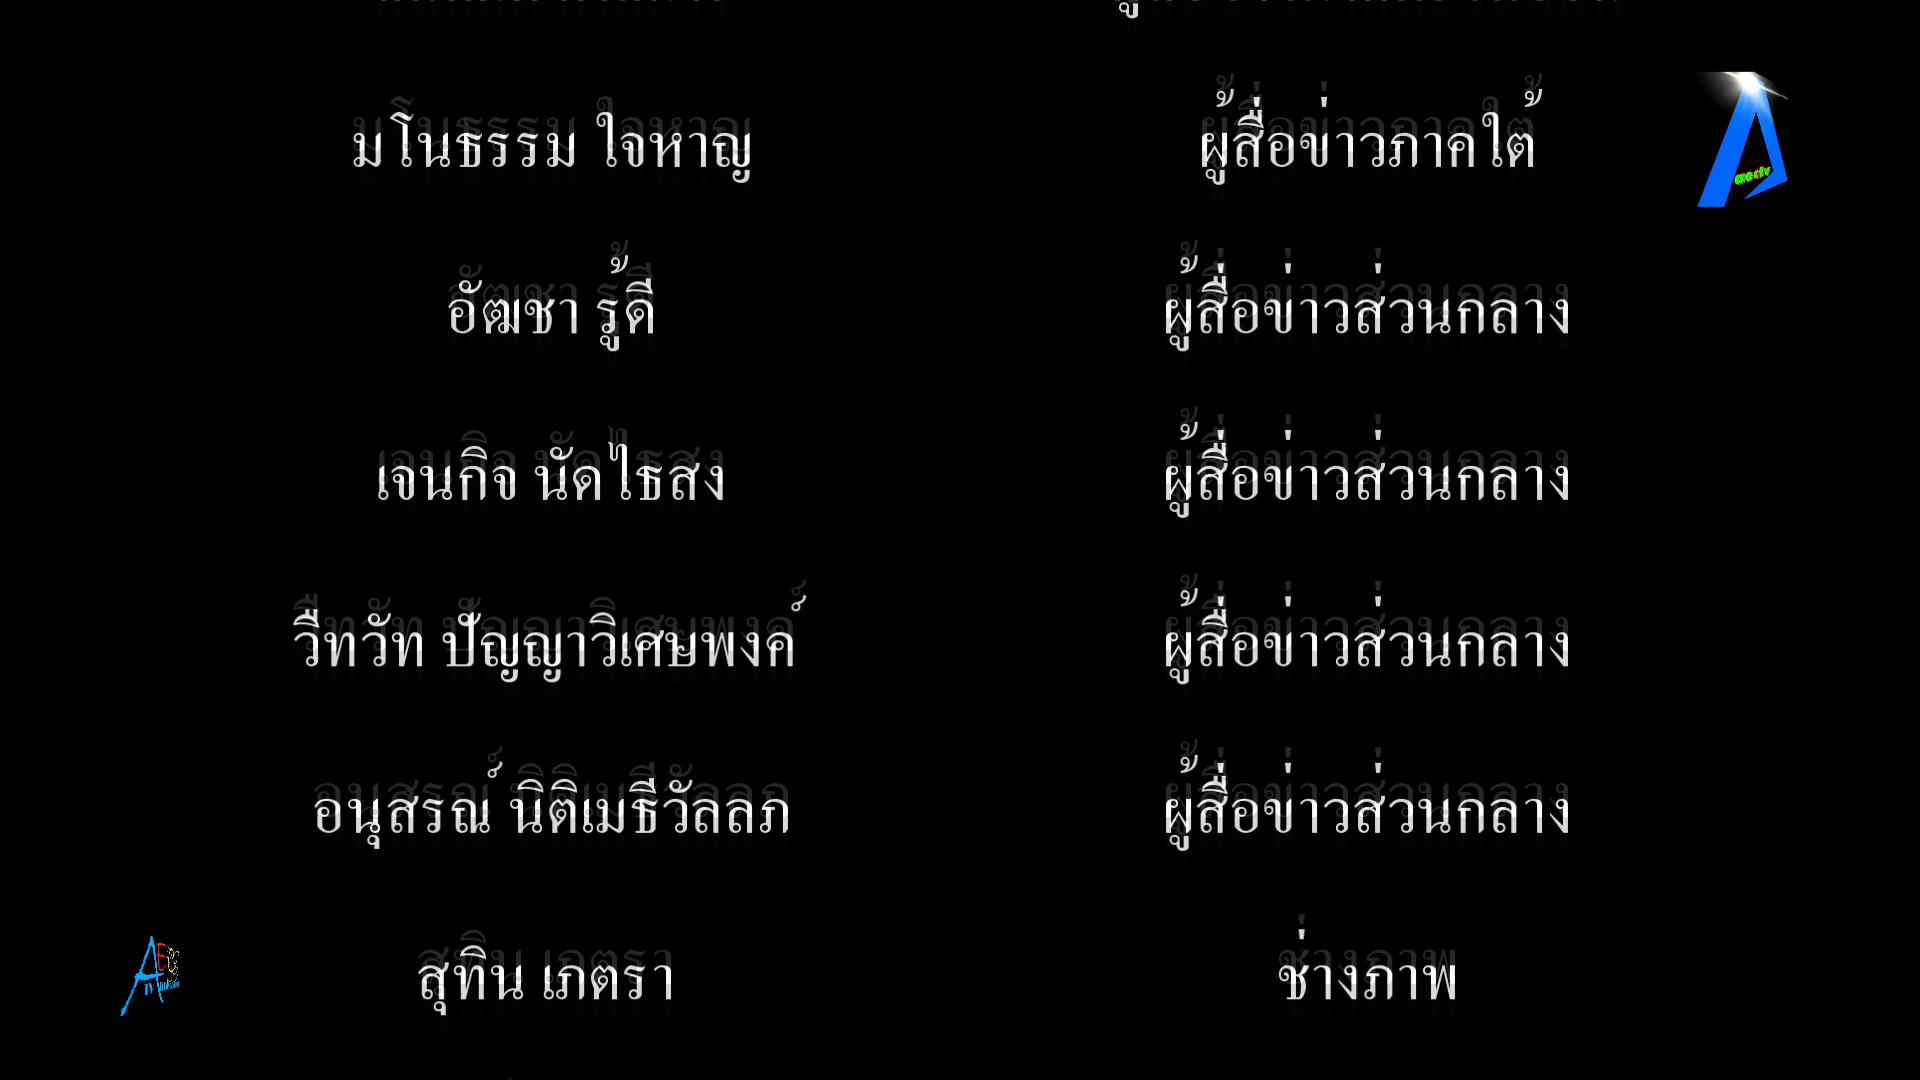 มโนธรรม ใจหาญ ผู้สื่อข่าวภาคใต้
aectv
อัฒชา รู้ดี ผู้สื่อข่าวส่วนกลาง
เจนกิจ นัดไธสง ผู้สื่อข่าวส่วนกลาง
วืทวัท ปัญญาวิเศษพงค์ ผู้สื่อข่าวส่วนกลาง
อนุสรณ์ นิติเมธีวัลลภ ผู้สื่อข่าวส่วนกลาง
สุทิน เภตรา ช่างภาพ